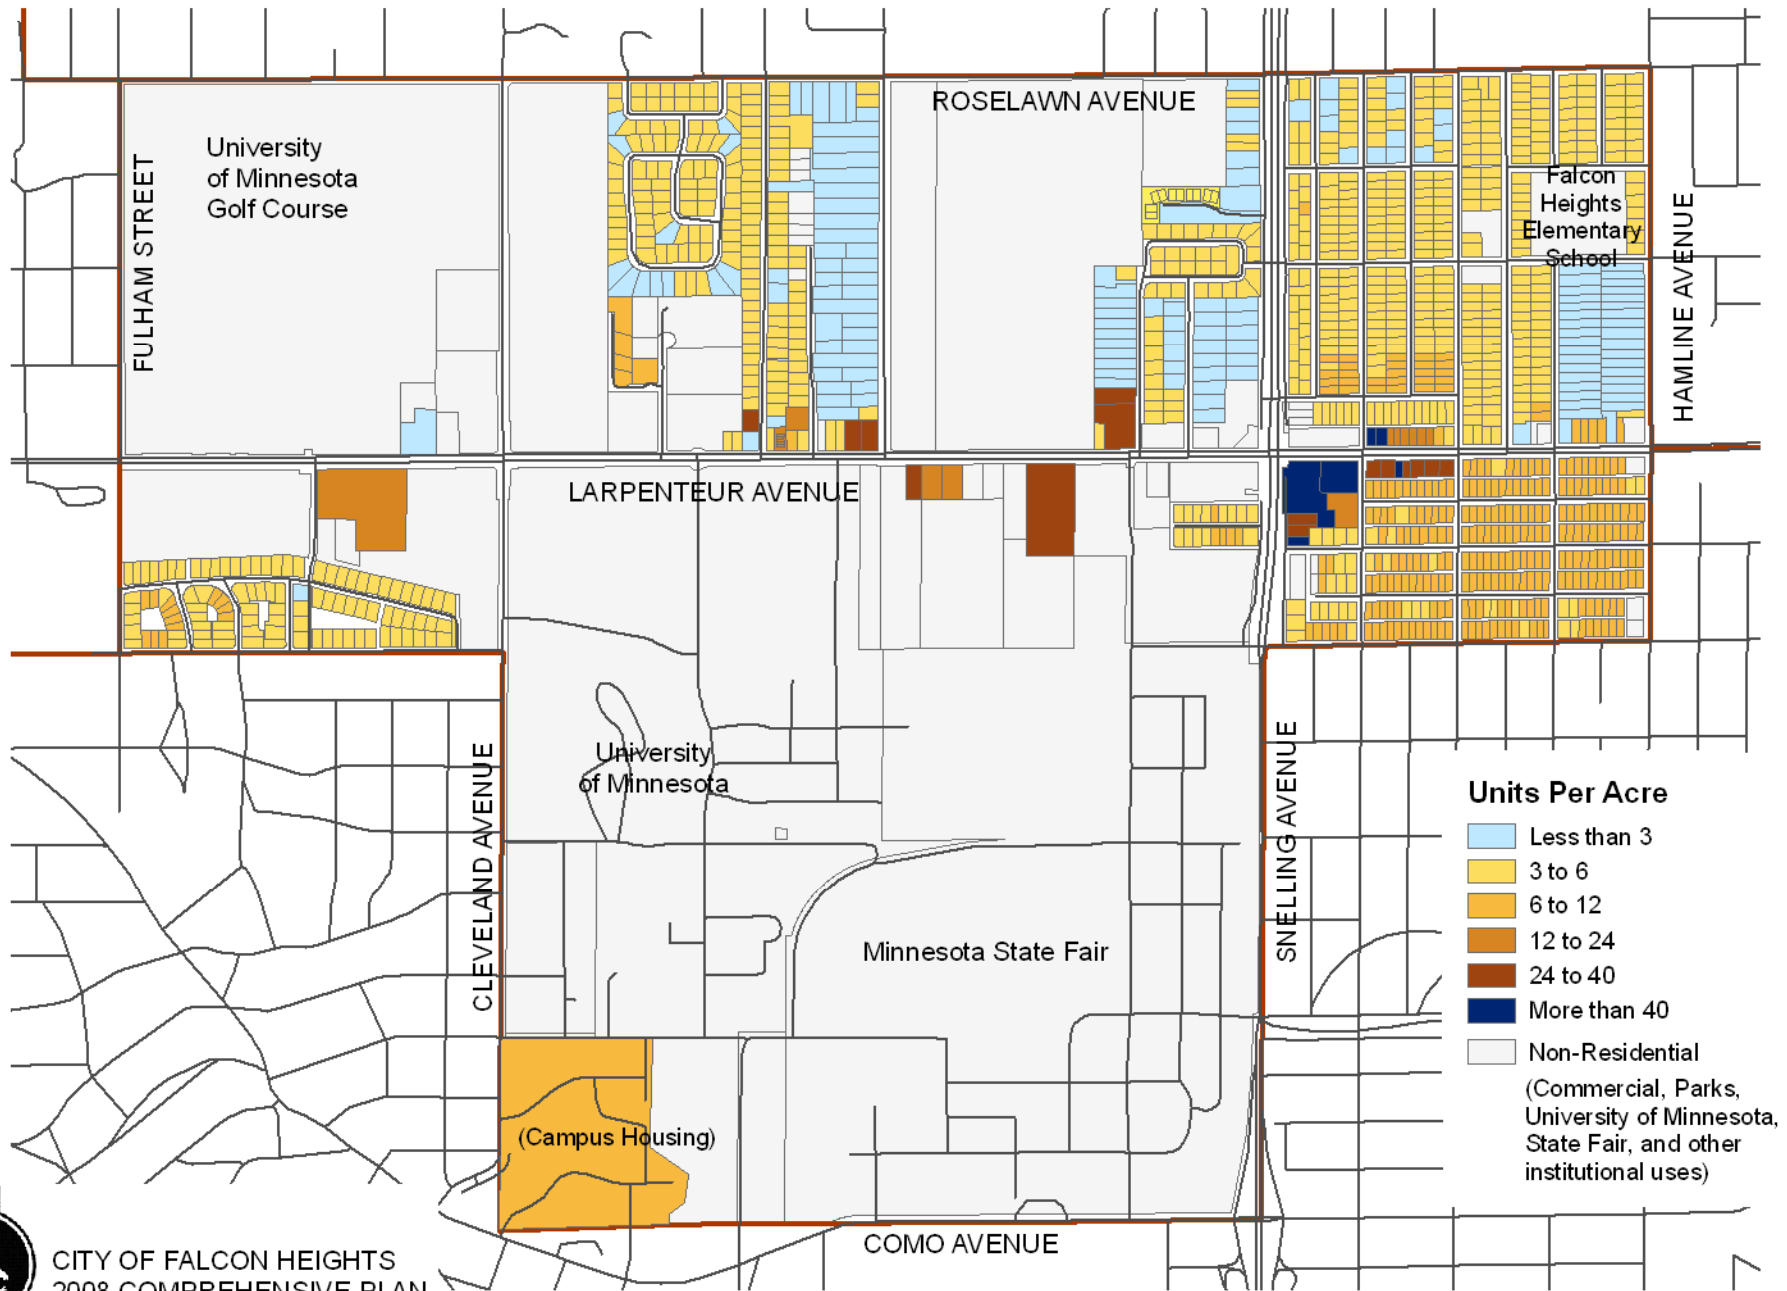 ROSELAWN AVENUE
University
of Minnesota
Golf Course
FULHAM STREET
Falcon
Heights
Elementary
School
HAMLINE AVENUE
LARPENTEUR AVENUE
University
of Minnesota
CLEVELAND AVENUE
SNELLING AVENUE
Minnesota State Fair
(Campus Housing)
COMO AVENUE
Units Per Acre
Less than 3
3 to 6
6 to 12
12 to 24
24 to 40
More than 40
Non-Residential
(Commercial, Parks,
University of Minnesota,
State Fair, and other
institutional uses)
CITY OF FALCON HEIGHTS
2008 COMPREHENSIVE PLAN